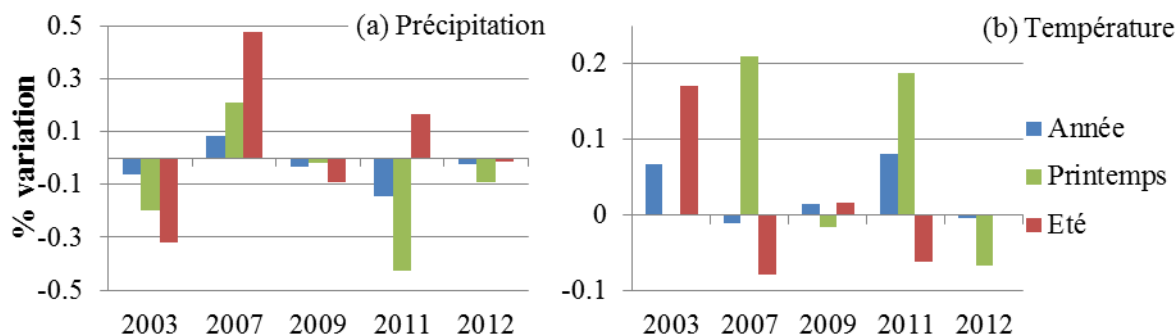 (a) Précipitation
% variation
0.5
0.3
0.1
-0.1
-0.3
-0.5
2003 2007 2009 2011 2012
(b) Température
0.2
0.1
0
-0.1
2003 2007 2009 2011 2012
Année
Printemps
Eté